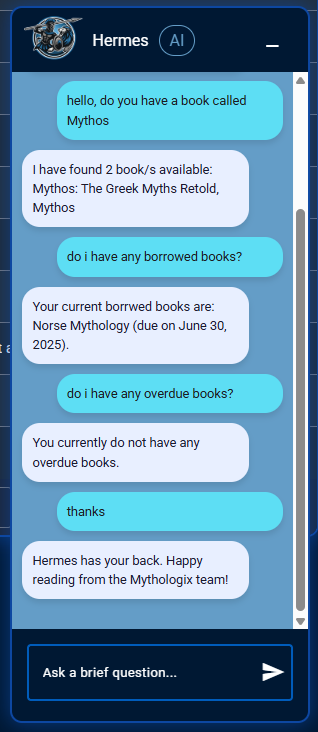 Hermes AI
hello, do you have a book called
Mythos
I have found 2 book/s available:
Mythos: The Greek Myths Retold,
Mythos
do i have any borrowed books?
Your current borrwed books are:
Norse Mythology (due on June 30,
2025).
do i have any overdue books?
You currently do not have any
overdue books.
thanks
Hermes has your back. Happy
reading from the Mythologix team!
Ask a brief question...